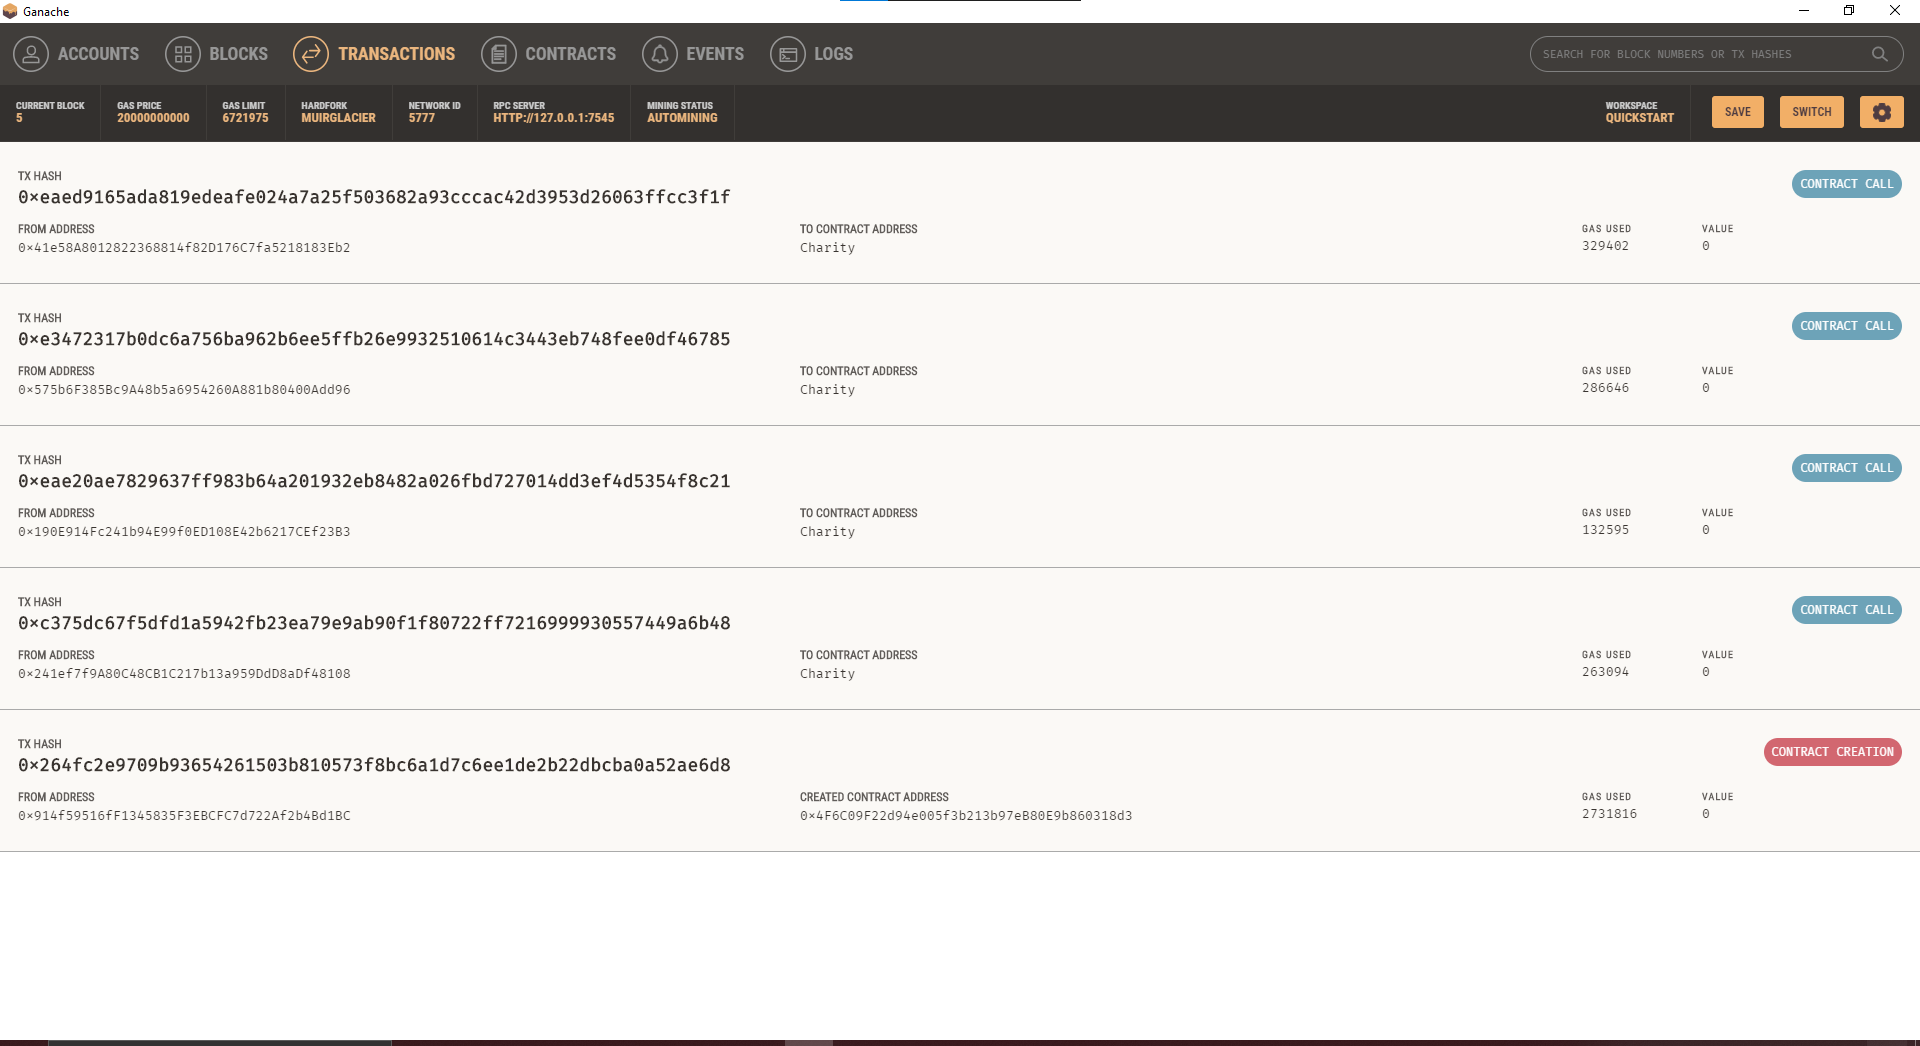 Ganache
ACCOUNTS BLOCKS TRANSACTIONS CONTRACTS EVENTS LOGS SEARCH FOR BLOCK NUMBERS OR TX HASHES
CURRENT BLOCK GAS PRICE GAS LIMIT HARDFORK NETWORK ID RPC SERVER MINING STATUS WORKSPACE
5 20000000000 6721975 MUIRGLACIER 5777 HTTP://127.0.0.1:7545 AUTOMINING QUICKSTART SAVE SWITCH
TX HASH
0×eaed9165ada819edeafe024a7a25f503682a93cccac42d3953d26063ffcc3f1f CONTRACT CALL
FROM ADDRESS TO CONTRACT ADDRESS GAS USED VALUE
0×41e58A8012822368814f82D176C7fa5218183Eb2 Charity 329402 0
TX HASH
0×e3472317b0dc6a756ba962b6ee5ffb26e9932510614c3443eb748fee0df46785 CONTRACT CALL
FROM ADDRESS TO CONTRACT ADDRESS GAS USED VALUE
0×575b6F385Bc9A48b5a6954260A881b80400Add96 Charity 286646 0
TX HASH
0×eae20ae7829637ff983b64a201932eb8482a026fbd727014dd3ef4d5354f8c21 CONTRACT CALL
FROM ADDRESS TO CONTRACT ADDRESS GAS USED VALUE
0×190E914Fc241b94E99f0ED108E42b6217CEf23B3 Charity 132595 0
TX HASH
0×c375dc67f5dfd1a5942fb23ea79e9ab90f1f80722ff7216999930557449a6b48 CONTRACT CALL
FROM ADDRESS TO CONTRACT ADDRESS GAS USED VALUE
0×241ef7f9A80C48CB1C217b13a959DdD8aDf48108 Charity 263094 0
TX HASH
0×264fc2e9709b93654261503b810573f8bc6a1d7c6ee1de2b22dbcba0a52ae6d8 CONTRACT CREATION
FROM ADDRESS CREATED CONTRACT ADDRESS GAS USED VALUE
0×914f59516fF1345835F3EBCFC7d722Af2b4Bd1BC 0×4F6C09F22d94e005f3b213b97eB80E9b860318d3 2731816 0